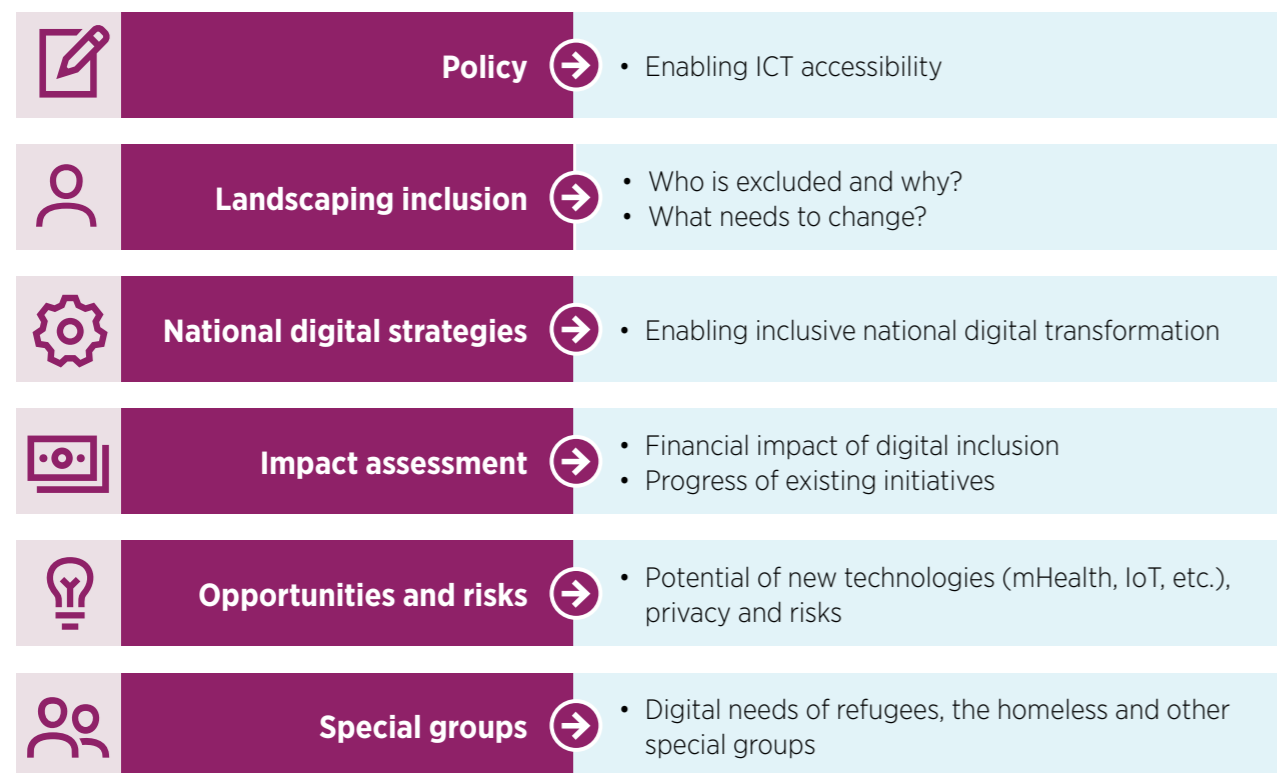 Policy
• Enabling ICT accessibility
Landscaping inclusion
• Who is excluded and why?
• What needs to change?
National digital strategies
• Enabling inclusive national digital transformation
Impact assessment
• Financial impact of digital inclusion
• Progress of existing initiatives
Opportunities and risks
• Potential of new technologies (mHealth, IoT, etc.),
privacy and risks
Special groups
• Digital needs of refugees, the homeless and other
special groups